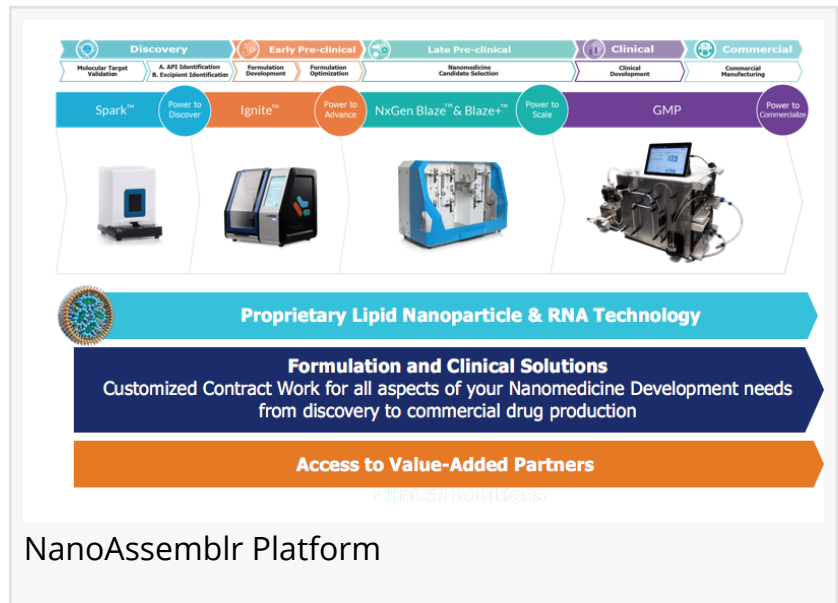 Discovery
Early Pre-clinical
Late Pre-clinical
Clinical
Commercial
Molecular Target
Validation
A. API Identification
B. Excipient Identification
Formulation
Development
Formulation
Optimization
Nanomedicine
Candidate Selection
Clinical
Development
Commercial
Manufacturing
Spark™
Power to
Discover
Ignite™
Power to
Advance
NxGen Blaze™ & Blaze+™
Power to
Scale
GMP
Power to
Commercialize
Proprietary Lipid Nanoparticle & RNA Technology
Formulation and Clinical Solutions
Customized Contract Work for all aspects of your Nanomedicine Development needs
from discovery to commercial drug production
Access to Value-Added Partners
Clinical Solutions
NanoAssemblr Platform